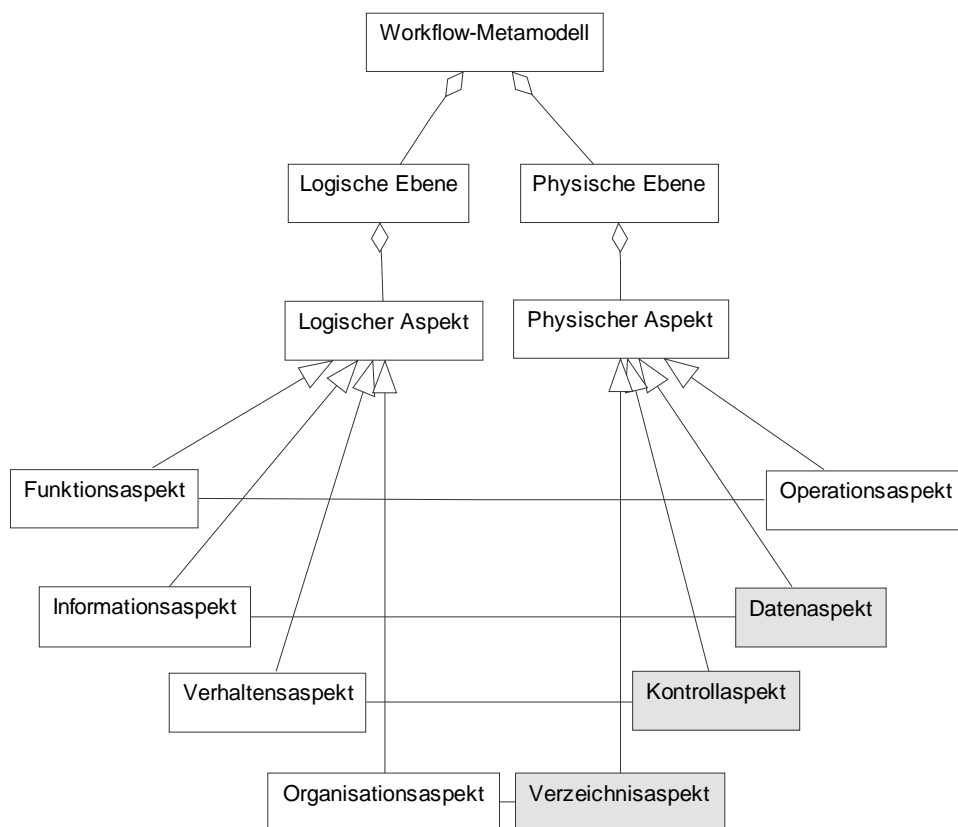 Workflow-Metamodell
Logische Ebene
Physische Ebene
Logischer Aspekt
Physischer Aspekt
Funktionsaspekt
Operationsaspekt
Informationsaspekt
Datenaspekt
Verhaltensaspekt
Kontrollaspekt
Organisationsaspekt
Verzeichnisaspekt